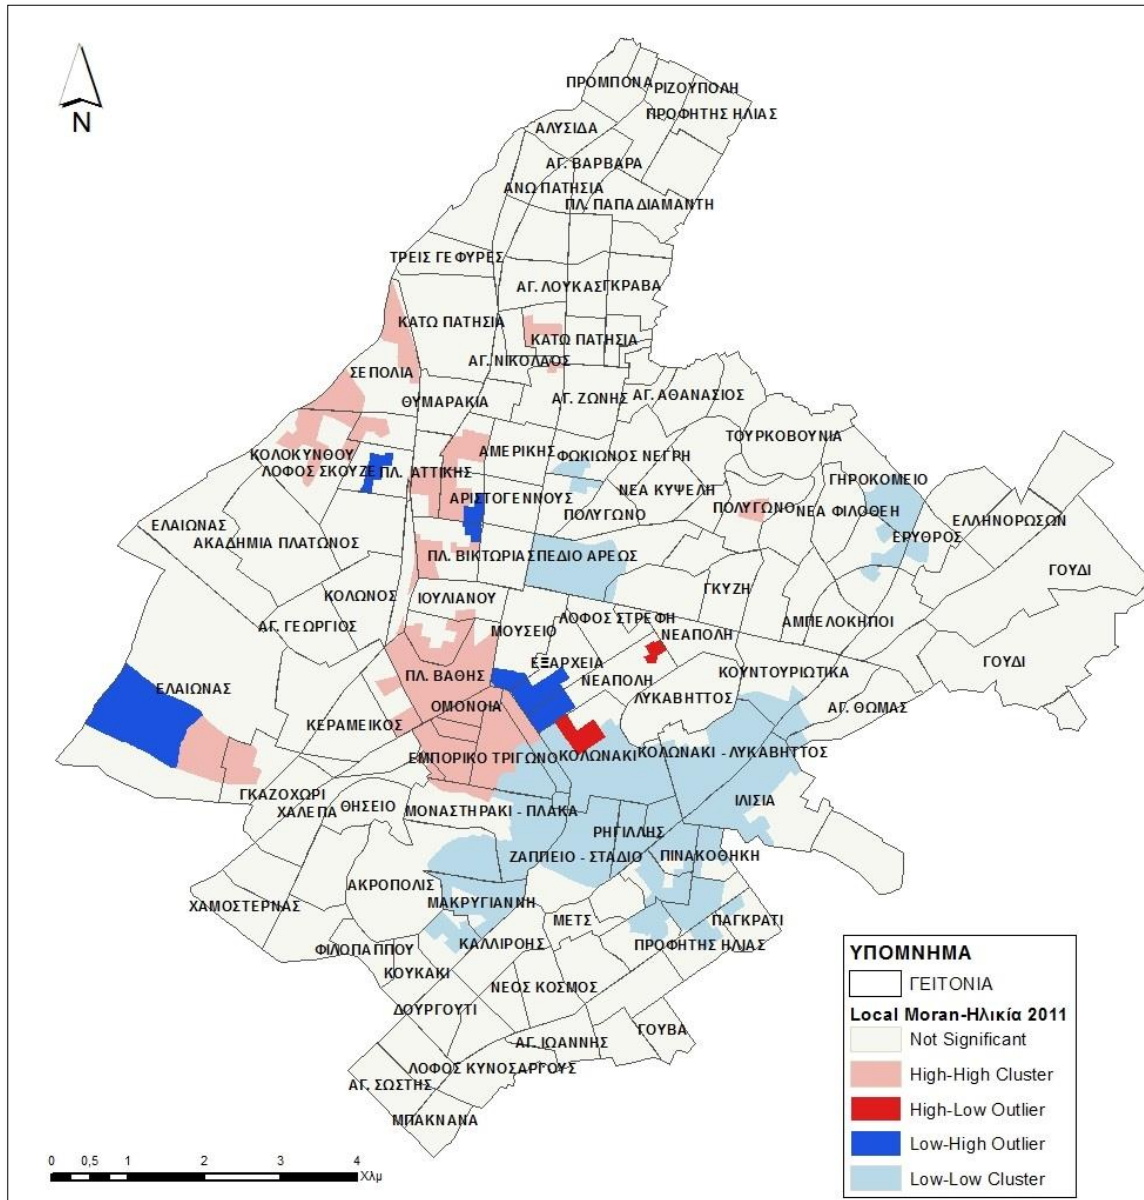 ΠΡΟΜΠΟΝΑ
ΡΙΖΟΥΠΟΛΗ
ΠΡΟΦΗΤΗΣ ΗΛΙΑΣ
ΑΛΥΣΙΔΑ
N
ΑΓ. ΒΑΡΒΑΡΑ
ΑΝΩ ΠΑΤΗΣΙΑ
ΠΛ. ΠΑΠΑΔΙΑΜΑΝΤΗ
ΤΡΕΙΣ ΓΕΦΥΡΕΣ
ΑΓ. ΛΟΥΚΑΣ
ΓΚΡΑΒΑ
ΚΑΤΩ ΠΑΤΗΣΙΑ
ΚΑΤΩ ΠΑΤΗΣΙΑ
ΑΓ. ΝΙΚΟΛΑΟΣ
ΣΕΠΟΛΙΑ
ΘΥΜΑΡΑΚΙΑ
ΑΓ. ΖΩΝΗΣ
ΑΓ. ΑΘΑΝΑΣΙΟΣ
ΤΟΥΡΚΟΒΟΥΝΙΑ
ΚΟΛΟΚΥΝΘΟΥ
ΑΜΕΡΙΚΗΣ
ΦΩΚΙΩΝΟΣ ΝΕΓΡΗ
ΛΟΦΟΣ ΣΚΟΥΖΕ
ΠΛ. ΑΤΤΙΚΗΣ
ΓΗΡΟΚΟΜΕΙΟ
ΑΡΙΣΤΟΓΕΝΝΟΥΣ
ΝΕΑ ΚΥΨΕΛΗ
ΠΟΛΥΓΩΝΟ
ΠΟΛΥΓΩΝΟ
ΝΕΑ ΦΙΛΟΘΕΗ
ΕΛΛΗΝΟΡΩΣΩΝ
ΕΛΑΙΩΝΑΣ
ΑΚΑΔΗΜΙΑ ΠΛΑΤΩΝΟΣ
ΕΡΥΘΡΟΣ
ΠΛ. ΒΙΚΤΩΡΙΑΣ
ΠΕΔΙΟ ΑΡΕΩΣ
ΓΟΥΔΙ
ΚΟΛΩΝΟΣ
ΙΟΥΛΙΑΝΟΥ
ΓΚΥΖΗ
ΑΓ. ΓΕΩΡΓΙΟΣ
ΜΟΥΣΕΙΟ
ΛΟΦΟΣ ΣΤΡΕΦΗ
ΝΕΑΠΟΛΗ
ΑΜΠΕΛΟΚΗΠΟΙ
ΕΞΑΡΧΕΙΑ
ΓΟΥΔΙ
ΠΛ. ΒΑΘΗΣ
ΝΕΑΠΟΛΗ
ΚΟΥΝΤΟΥΡΙΩΤΙΚΑ
ΕΛΑΙΩΝΑΣ
ΛΥΚΑΒΗΤΤΟΣ
ΟΜΟΝΟΙΑ
ΑΓ. ΘΩΜΑΣ
ΚΕΡΑΜΕΙΚΟΣ
ΕΜΠΟΡΙΚΟ ΤΡΙΓΩΝΟ
ΚΟΛΩΝΑΚΙ
ΚΟΛΩΝΑΚΙ - ΛΥΚΑΒΗΤΤΟΣ
ΓΚΑΖΟΧΩΡΙ
ΙΛΙΣΙΑ
ΧΑΛΕΠΑ
ΘΗΣΕΙΟ
ΜΟΝΑΣΤΗΡΑΚΙ - ΠΛΑΚΑ
ΡΗΓΙΛΛΗΣ
ΖΑΠΠΕΙΟ - ΣΤΑΔΙΟ
ΠΙΝΑΚΟΘΗΚΗ
ΑΚΡΟΠΟΛΙΣ
ΧΑΜΟΣΤΕΡΝΑΣ
ΜΑΚΡΥΓΙΑΝΝΗ
ΜΕΤΣ
ΠΑΓΚΡΑΤΙ
ΦΙΛΟΠΑΠΠΟΥ
ΚΑΛΛΙΡΟΗΣ
ΠΡΟΦΗΤΗΣ ΗΛΙΑΣ
ΚΟΥΚΑΚΙ
ΝΕΟΣ ΚΟΣΜΟΣ
ΔΟΥΡΓΟΥΤΙ
ΓΟΥΒΑ
ΑΓ. ΙΩΑΝΝΗΣ
ΛΟΦΟΣ ΚΥΝΟΣΑΡΓΟΥΣ
ΑΓ. ΣΩΣΤΗΣ
ΜΠΑΚΝΑΝΑ
ΥΠΟΜΝΗΜΑ
ΓΕΙΤΟΝΙΑ
Local Moran-Ηλικία 2011
Not Significant
High-High Cluster
High-Low Outlier
Low-High Outlier
Low-Low Cluster
0 0,5 1 2 3 4
Χλμ